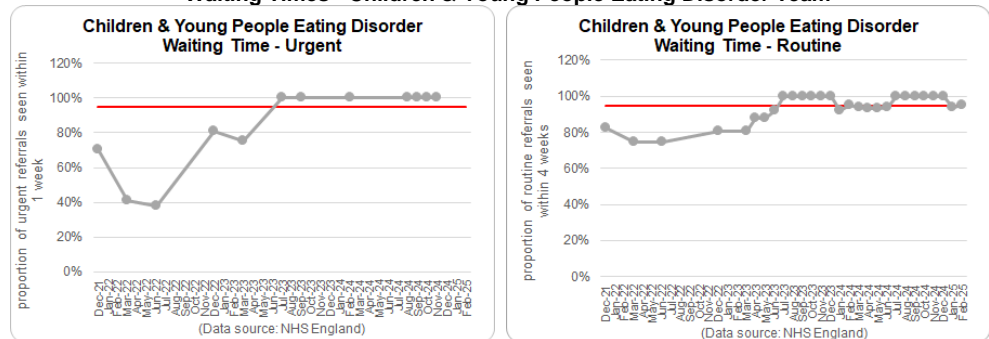 Waiting Times - Children & Young People Eating Disorder Team
Children & Young People Eating Disorder
Waiting Time - Urgent
proportion of urgent referrals seen within
1 week
120%
100%
80%
60%
40%
20%
0%
Dec-21
Jan-22
Feb-22
Mar-22
Apr-22
May-22
Jun-22
Jul-22
Aug-22
Sep-22
Oct-22
Nov-22
Dec-22
Jan-23
Feb-23
Mar-23
Apr-23
May-23
Jun-23
Jul-23
Aug-23
Sep-23
Oct-23
Nov-23
Dec-23
Jan-24
Feb-24
Mar-24
Apr-24
May-24
Jun-24
Jul-24
Aug-24
Sep-24
Oct-24
Nov-24
Dec-24
Jan-25
Feb-25
(Data source: NHS England)
Children & Young People Eating Disorder
Waiting Time - Routine
proportion of routine referrals seen
within 4 weeks
120%
100%
80%
60%
40%
20%
0%
Dec-21
Jan-22
Feb-22
Mar-22
Apr-22
May-22
Jun-22
Jul-22
Aug-22
Sep-22
Oct-22
Nov-22
Dec-22
Jan-23
Feb-23
Mar-23
Apr-23
May-23
Jun-23
Jul-23
Aug-23
Sep-23
Oct-23
Nov-23
Dec-23
Jan-24
Feb-24
Mar-24
Apr-24
May-24
Jun-24
Jul-24
Aug-24
Sep-24
Oct-24
Nov-24
Dec-24
Jan-25
Feb-25
(Data source: NHS England)